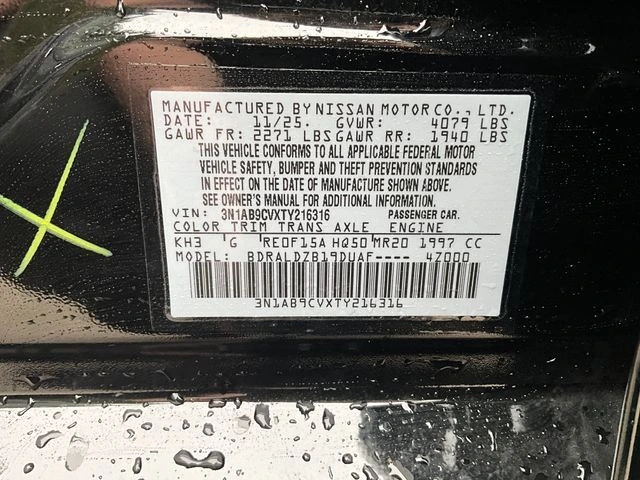 MANUFACTURED BY NISSAN MOTOR CO., LTD.
DATE: 11/25. GVWR: 4079 LBS
GAWR FR: 2271 LBS GAWR RR: 1940 LBS
THIS VEHICLE CONFORMS TO ALL APPLICABLE FEDERAL MOTOR
VEHICLE SAFETY, BUMPER AND THEFT PREVENTION STANDARDS
IN EFFECT ON THE DATE OF MANUFACTURE SHOWN ABOVE.
SEE OWNER'S MANUAL FOR ADDITIONAL INFORMATION.
VIN: 3N1AB9CVXTY216316 PASSENGER CAR.
COLOR TRIM TRANS AXLE ENGINE
KH3 G RE0F15A HQ50 MR20 1997 CC
MODEL: BDRALDZB19DUAF---- 4Z000
3N1AB9CVXTY216316